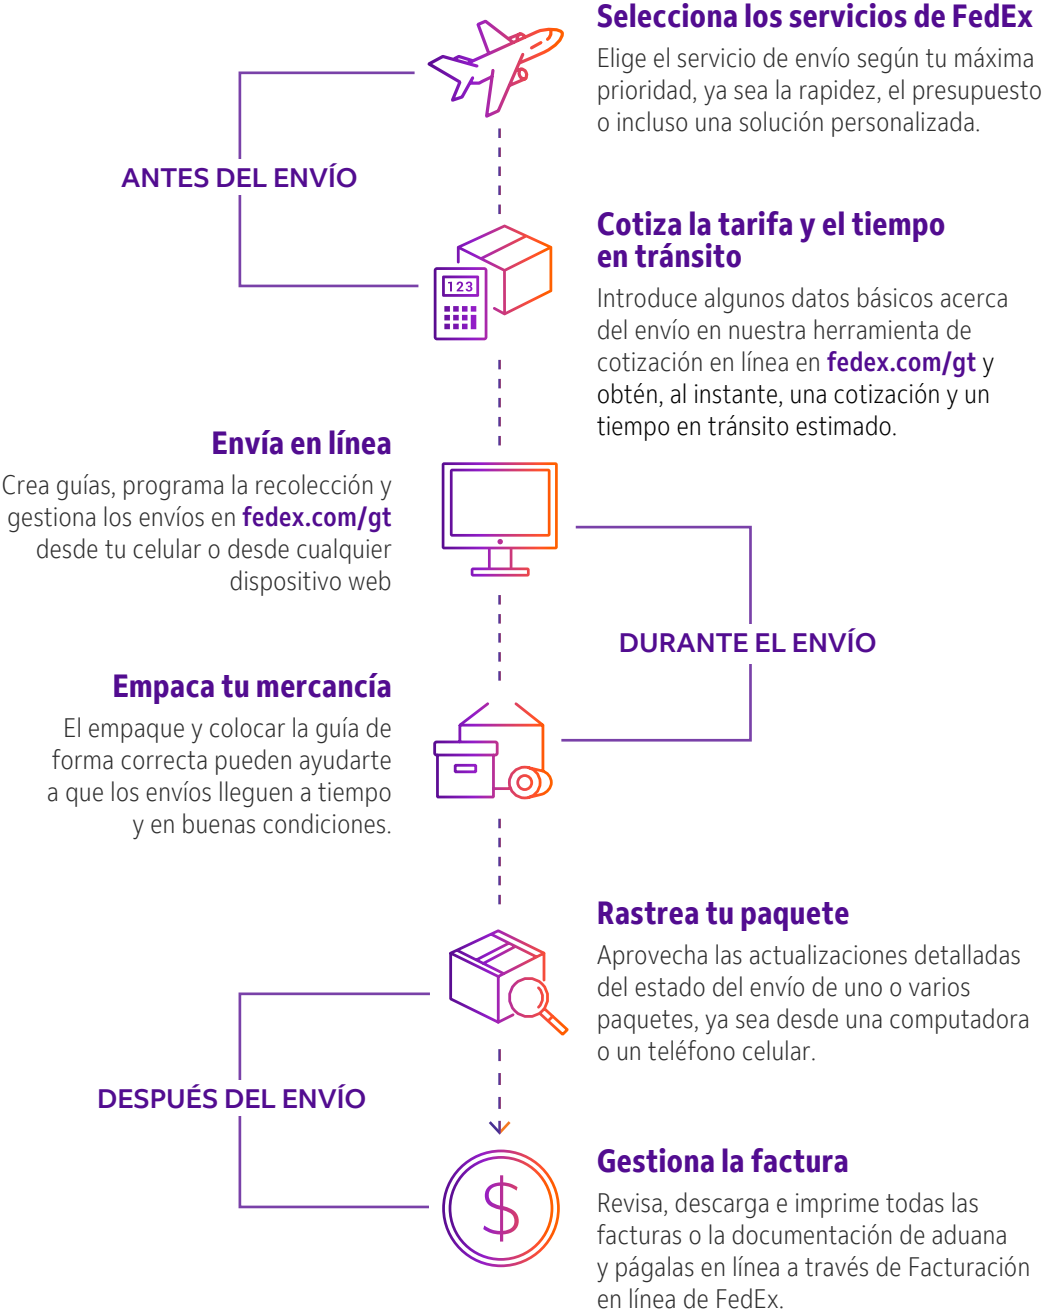 Selecciona los servicios de FedEx
Elige el servicio de envío según tu máxima
prioridad, ya sea la rapidez, el presupuesto
o incluso una solución personalizada.
ANTES DEL ENVÍO
Cotiza la tarifa y el tiempo
en tránsito
123
Introduce algunos datos básicos acerca
del envío en nuestra herramienta de
cotización en línea en fedex.com/gt y
obtén, al instante, una cotización y un
tiempo en tránsito estimado.
Envía en línea
Crea guías, programa la recolección y
gestiona los envíos en fedex.com/gt
desde tu celular o desde cualquier
dispositivo web
DURANTE EL ENVÍO
Empaca tu mercancía
El empaque y colocar la guía de
forma correcta pueden ayudarte
a que los envíos lleguen a tiempo
y en buenas condiciones.
Rastrea tu paquete
Aprovecha las actualizaciones detalladas
del estado del envío de uno o varios
paquetes, ya sea desde una computadora
o un teléfono celular.
DESPUÉS DEL ENVÍO
$
Gestiona la factura
Revisa, descarga e imprime todas las
facturas o la documentación de aduana
y págalas en línea a través de Facturación
en línea de FedEx.